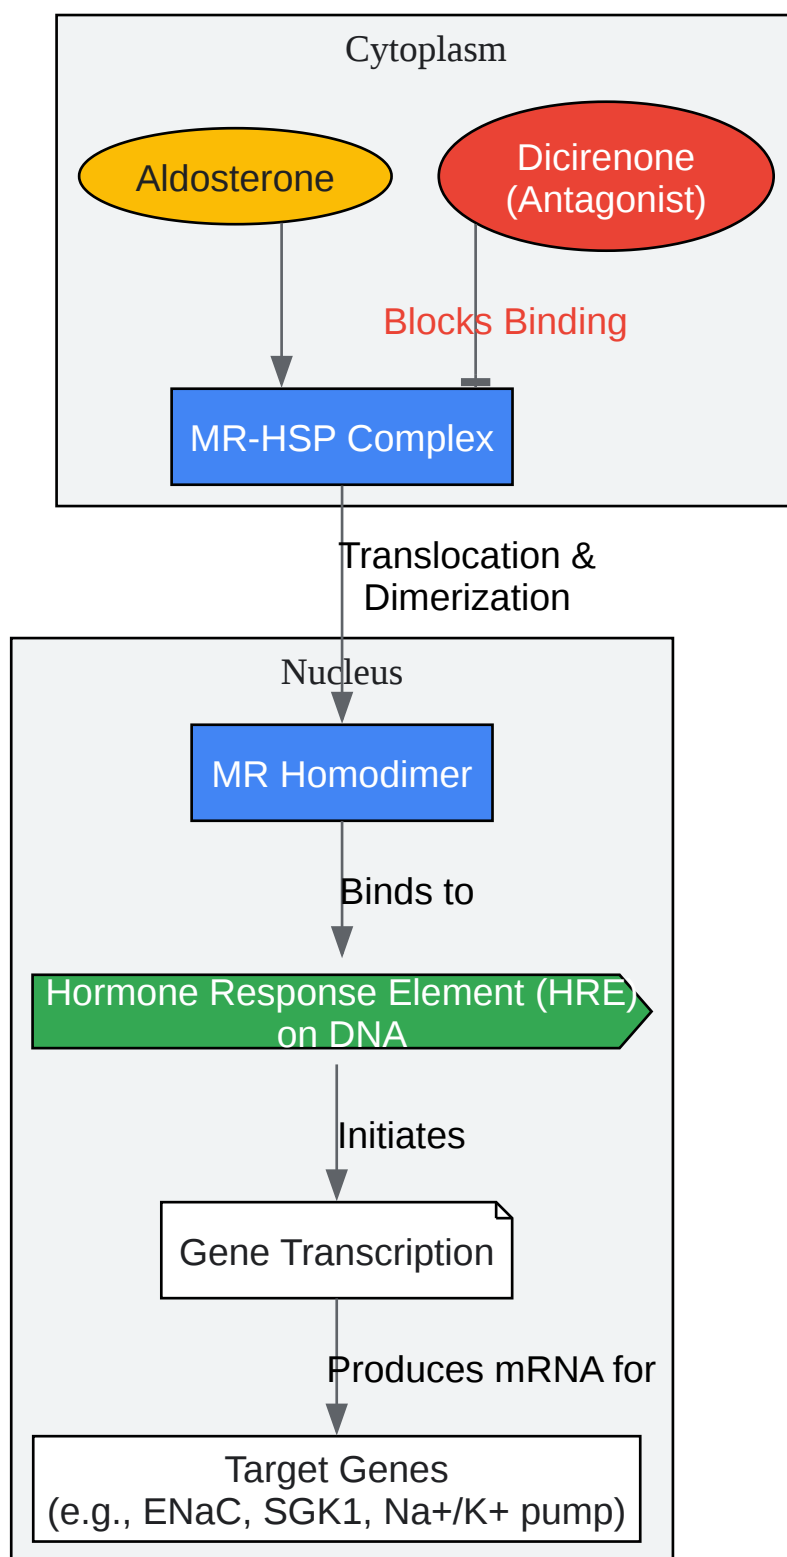 Cytoplasm
Aldosterone
Dicirenone
(Antagonist)
Blocks Binding
MR-HSP Complex
Translocation &
Dimerization
Nucleus
MR Homodimer
Binds to
Hormone Response Element (HRE)
on DNA
Initiates
Gene Transcription
Produces mRNA for
Target Genes
(e.g., ENaC, SGK1, Na+/K+ pump)